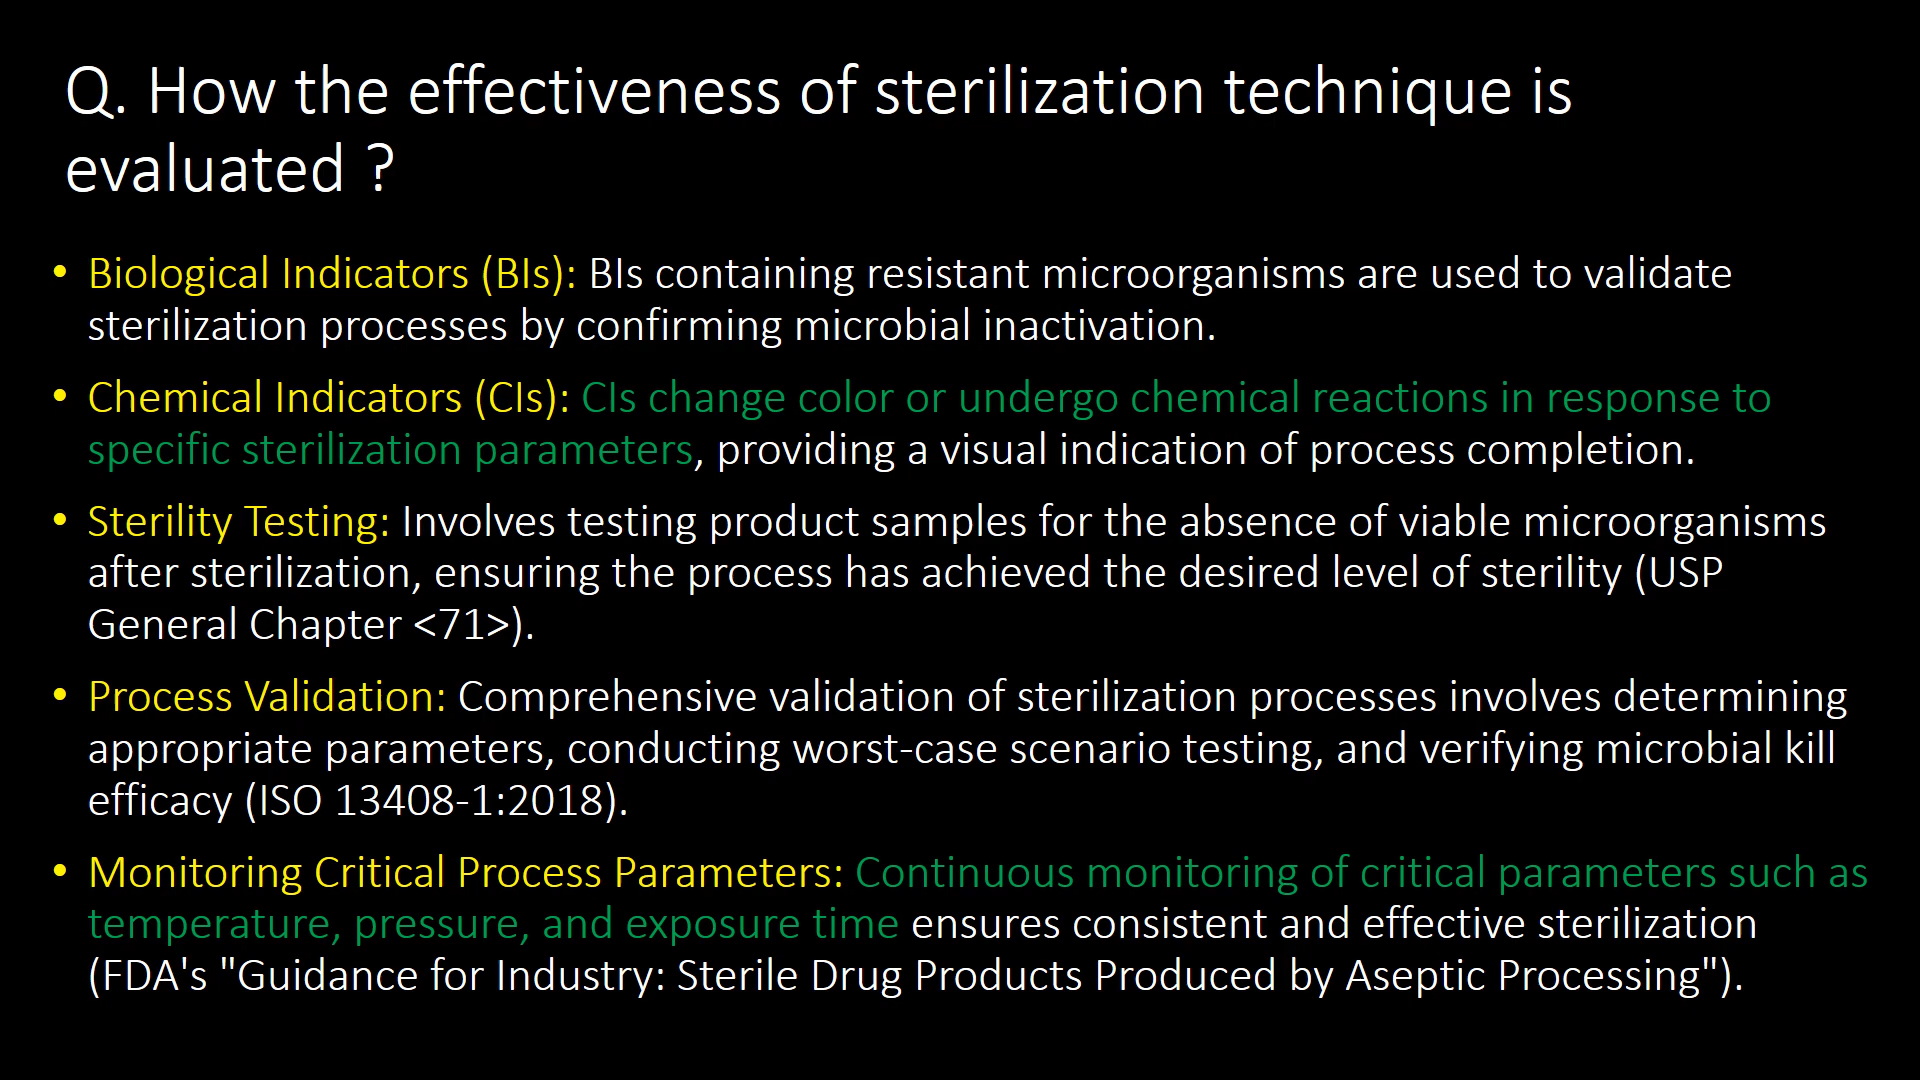 Q. How the effectiveness of sterilization technique is
evaluated ?
• Biological Indicators (BIs): BIs containing resistant microorganisms are used to validate
sterilization processes by confirming microbial inactivation.
• Chemical Indicators (CIs): CIs change color or undergo chemical reactions in response to
specific sterilization parameters, providing a visual indication of process completion.
• Sterility Testing: Involves testing product samples for the absence of viable microorganisms
after sterilization, ensuring the process has achieved the desired level of sterility (USP
General Chapter <71>).
• Process Validation: Comprehensive validation of sterilization processes involves determining
appropriate parameters, conducting worst-case scenario testing, and verifying microbial kill
efficacy (ISO 13408-1:2018).
• Monitoring Critical Process Parameters: Continuous monitoring of critical parameters such as
temperature, pressure, and exposure time ensures consistent and effective sterilization
(FDA's "Guidance for Industry: Sterile Drug Products Produced by Aseptic Processing").